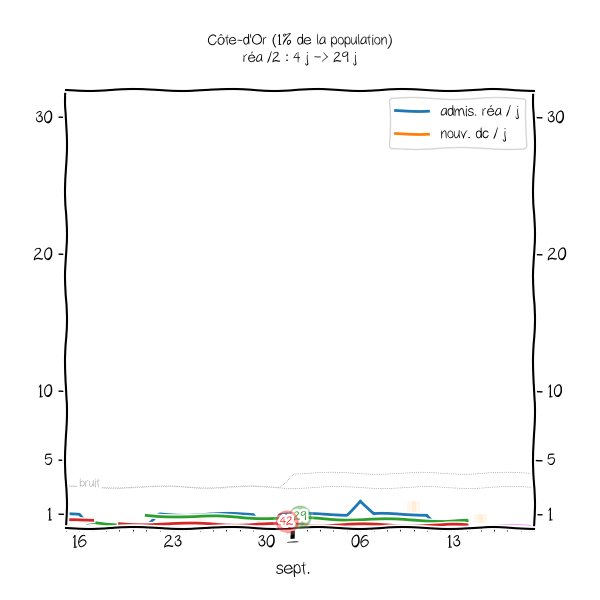 Côte-d'Or (1% de la population)
réa /2 : 4 j -> 29 j
admis. réa / j
nouv. dc / j
30 30
20 20
10 10
5 5
bruit
1 1
42 29
16 23 30 06 13
sept.